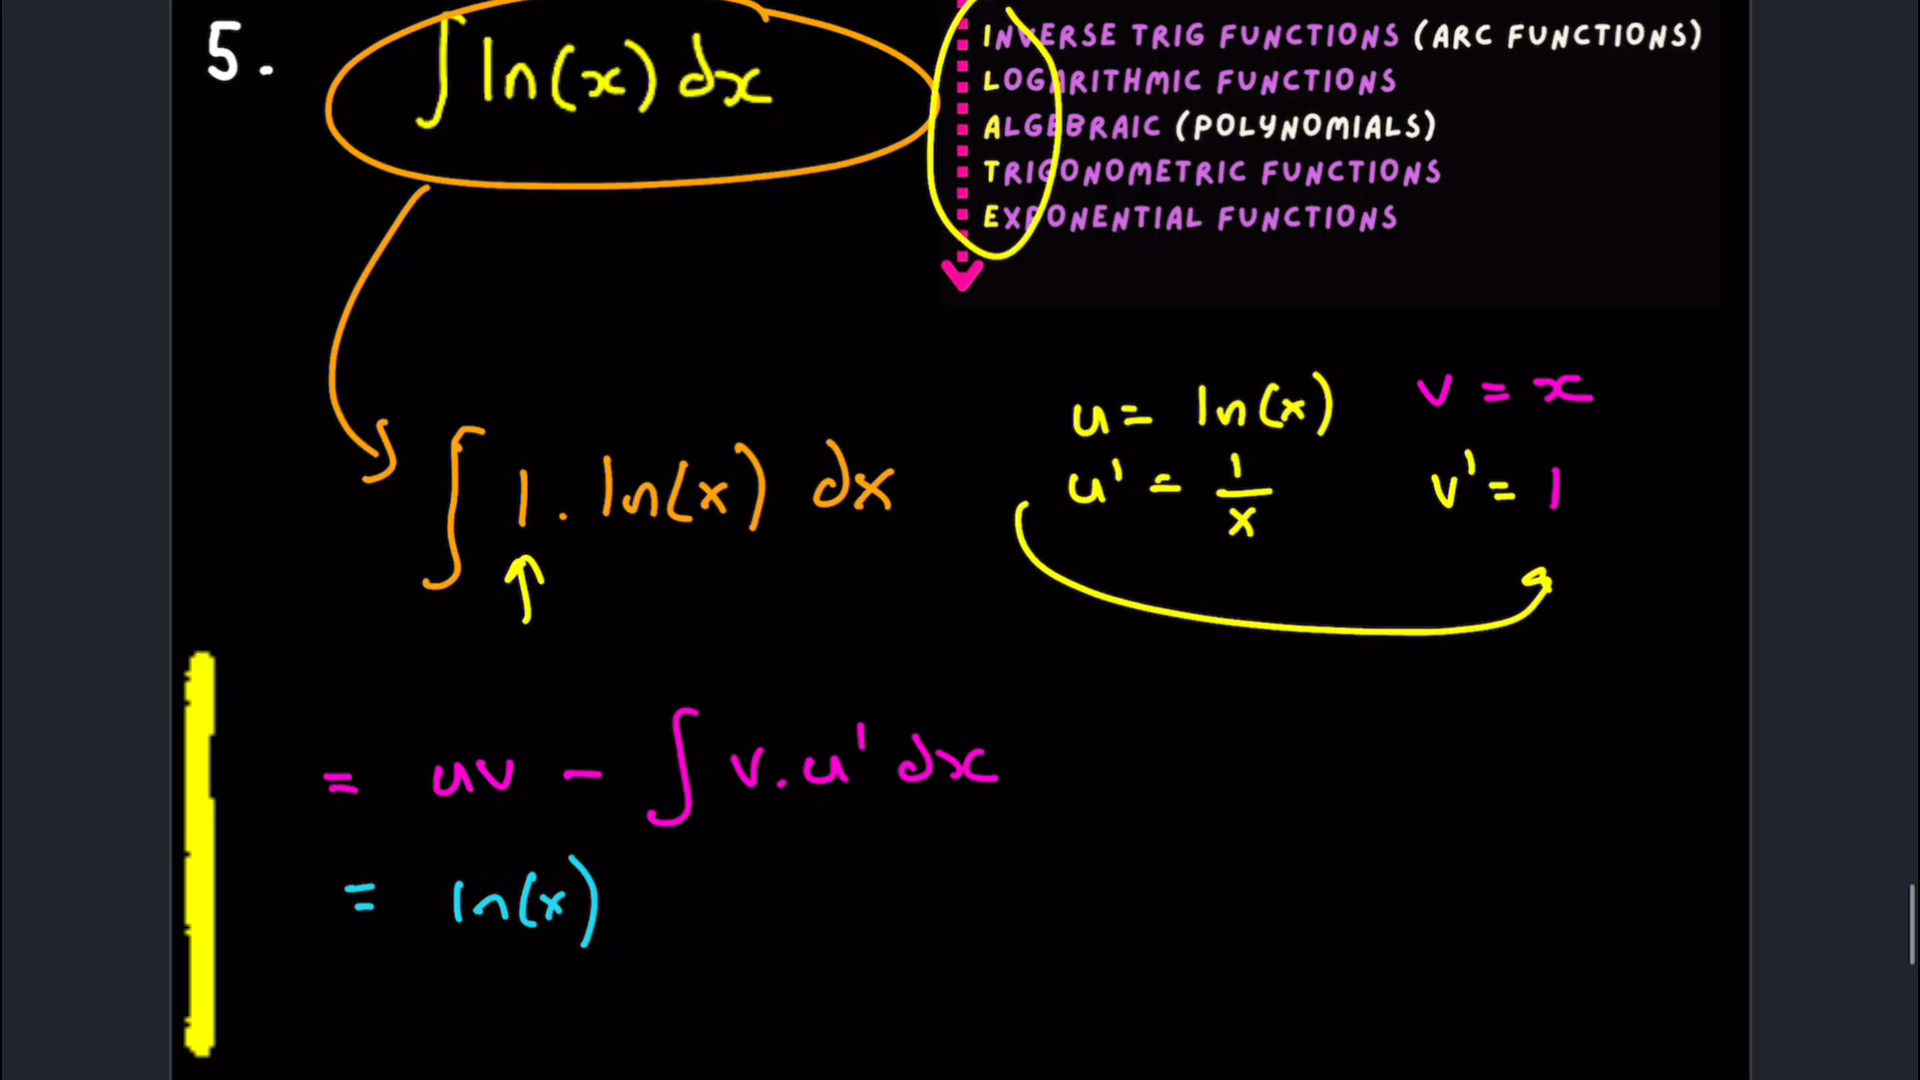 5. ∫ ln(x) dx
INVERSE TRIG FUNCTIONS (ARC FUNCTIONS)
LOGARITHMIC FUNCTIONS
ALGEBRAIC (POLYNOMIALS)
TRIGONOMETRIC FUNCTIONS
EXPONENTIAL FUNCTIONS
∫ 1 . ln(x) dx
u = ln(x) v = x
u' = 1/x v' = 1
= uv - ∫ v.u' dx
= ln(x)